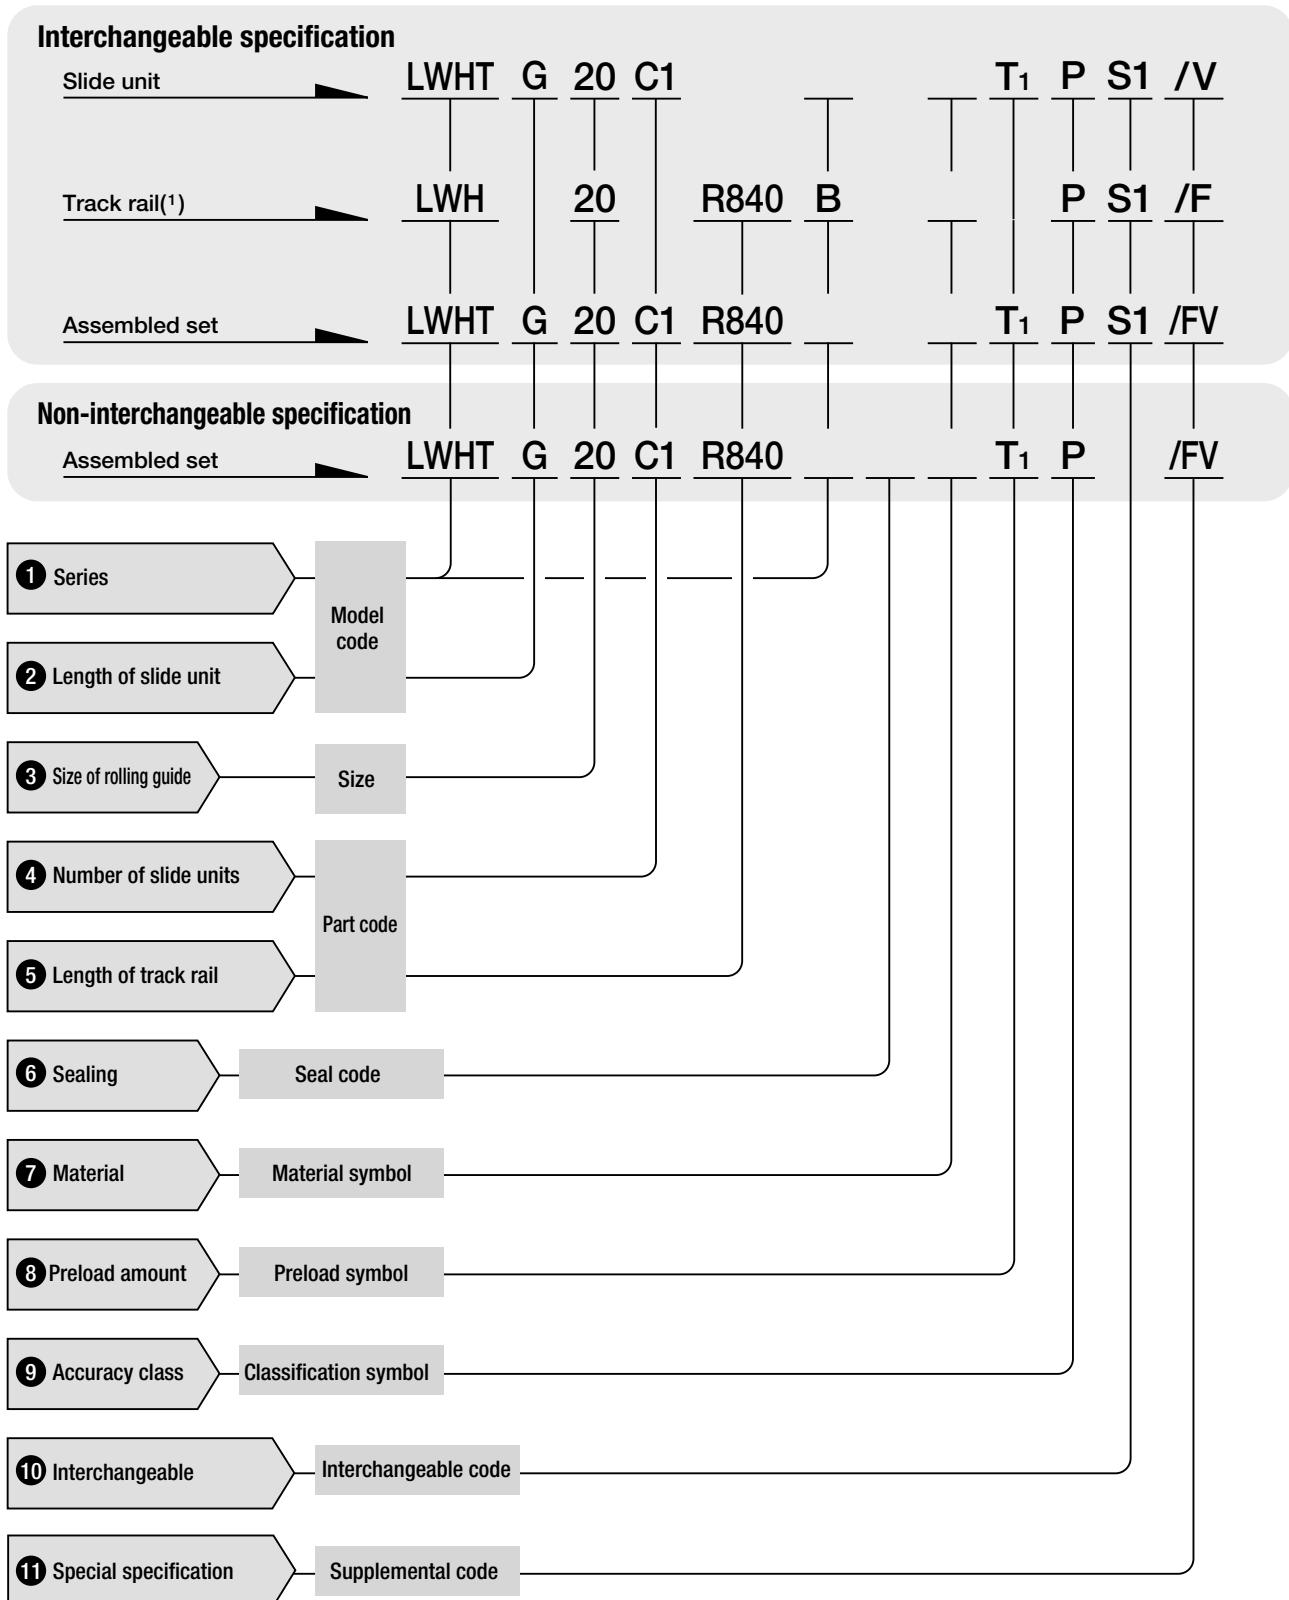 Interchangeable specification
Slide unit LWHT G 20 C1 T1 P S1 /V
Track rail(1) LWH 20 R840 B P S1 /F
Assembled set LWHT G 20 C1 R840 T1 P S1 /FV
Non-interchangeable specification
Assembled set LWHT G 20 C1 R840 T1 P /FV
1 Series
Model
code
2 Length of slide unit
3 Size of rolling guide Size
4 Number of slide units
Part code
5 Length of track rail
6 Sealing Seal code
7 Material Material symbol
8 Preload amount Preload symbol
9 Accuracy class Classification symbol
10 Interchangeable Interchangeable code
11 Special specification Supplemental code